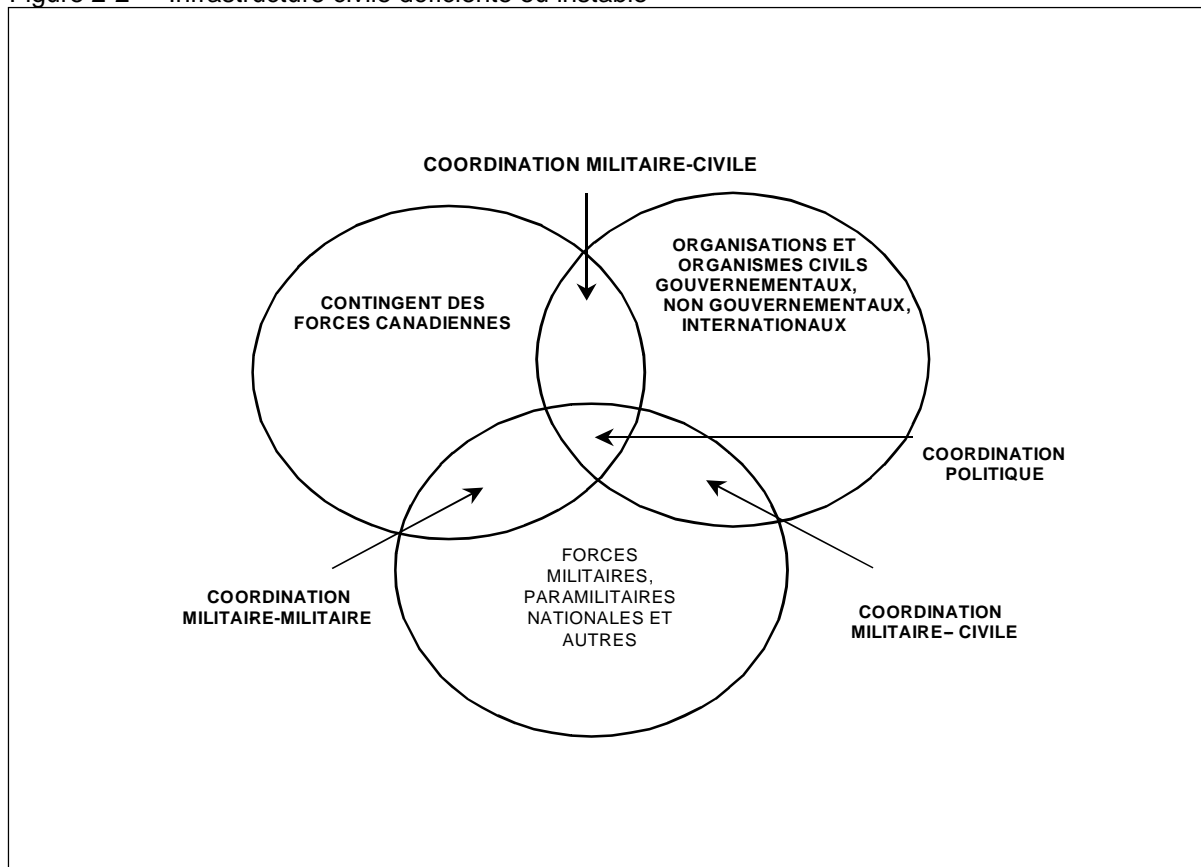 Figure 2-2 Infrastructure civile déficiente ou instable
COORDINATION MILITAIRE-CIVILE
ORGANISATIONS ET
ORGANISMES CIVILS
GOUVERNEMENTAUX,
NON GOUVERNEMENTAUX,
INTERNATIONAUX
CONTINGENT DES
FORCES CANADIENNES
COORDINATION
POLITIQUE
FORCES
MILITAIRES,
PARAMILITAIRES
NATIONALES ET
AUTRES
COORDINATION
MILITAIRE-MILITAIRE
COORDINATION
MILITAIRE– CIVILE